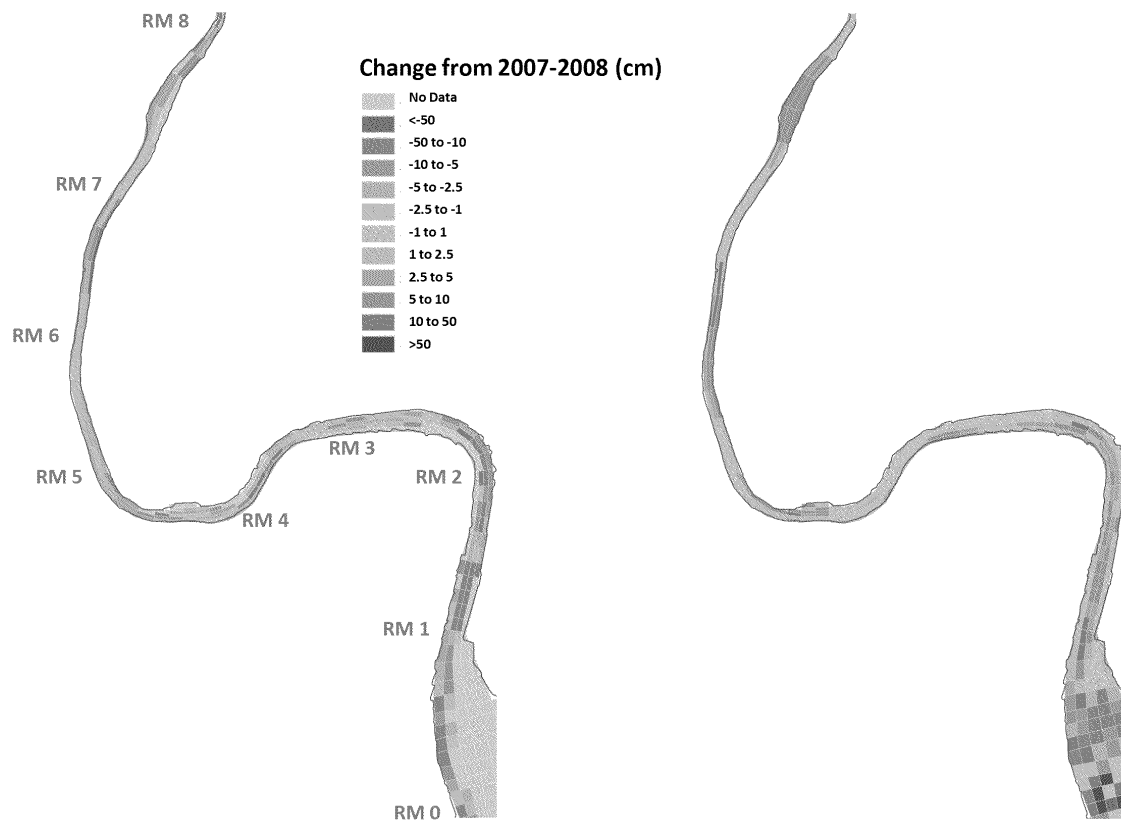 RM 8
Change from 2007-2008 (cm)
No Data
<-50
-50 to -10
-10 to -5
-5 to -2.5
-2.5 to -1
-1 to 1
1 to 2.5
2.5 to 5
5 to 10
10 to 50
>50
RM 7
RM 6
RM 3
RM 5
RM 2
RM 4
RM 1
RM 0